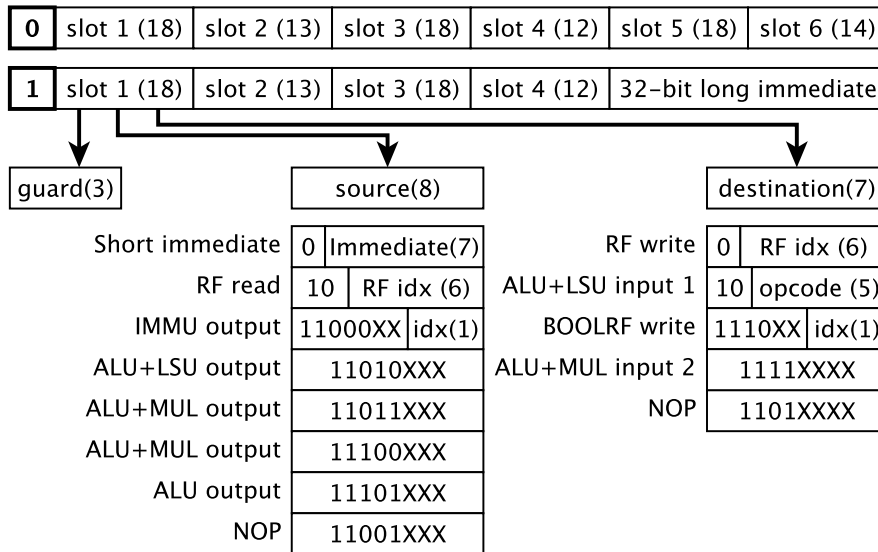 0 slot 1 (18) slot 2 (13) slot 3 (18) slot 4 (12) slot 5 (18) slot 6 (14)
1 slot 1 (18) slot 2 (13) slot 3 (18) slot 4 (12) 32-bit long immediate
guard(3) source(8) destination(7)
Short immediate 0 Immediate(7) RF write 0 RF idx (6)
RF read 10 RF idx (6) ALU+LSU input 1 10 opcode (5)
IMMU output 11000XX idx(1) BOOLRF write 1110XX idx(1)
ALU+LSU output 11010XXX ALU+MUL input 2 1111XXXX
ALU+MUL output 11011XXX NOP 1101XXXX
ALU+MUL output 11100XXX
ALU output 11101XXX
NOP 11001XXX